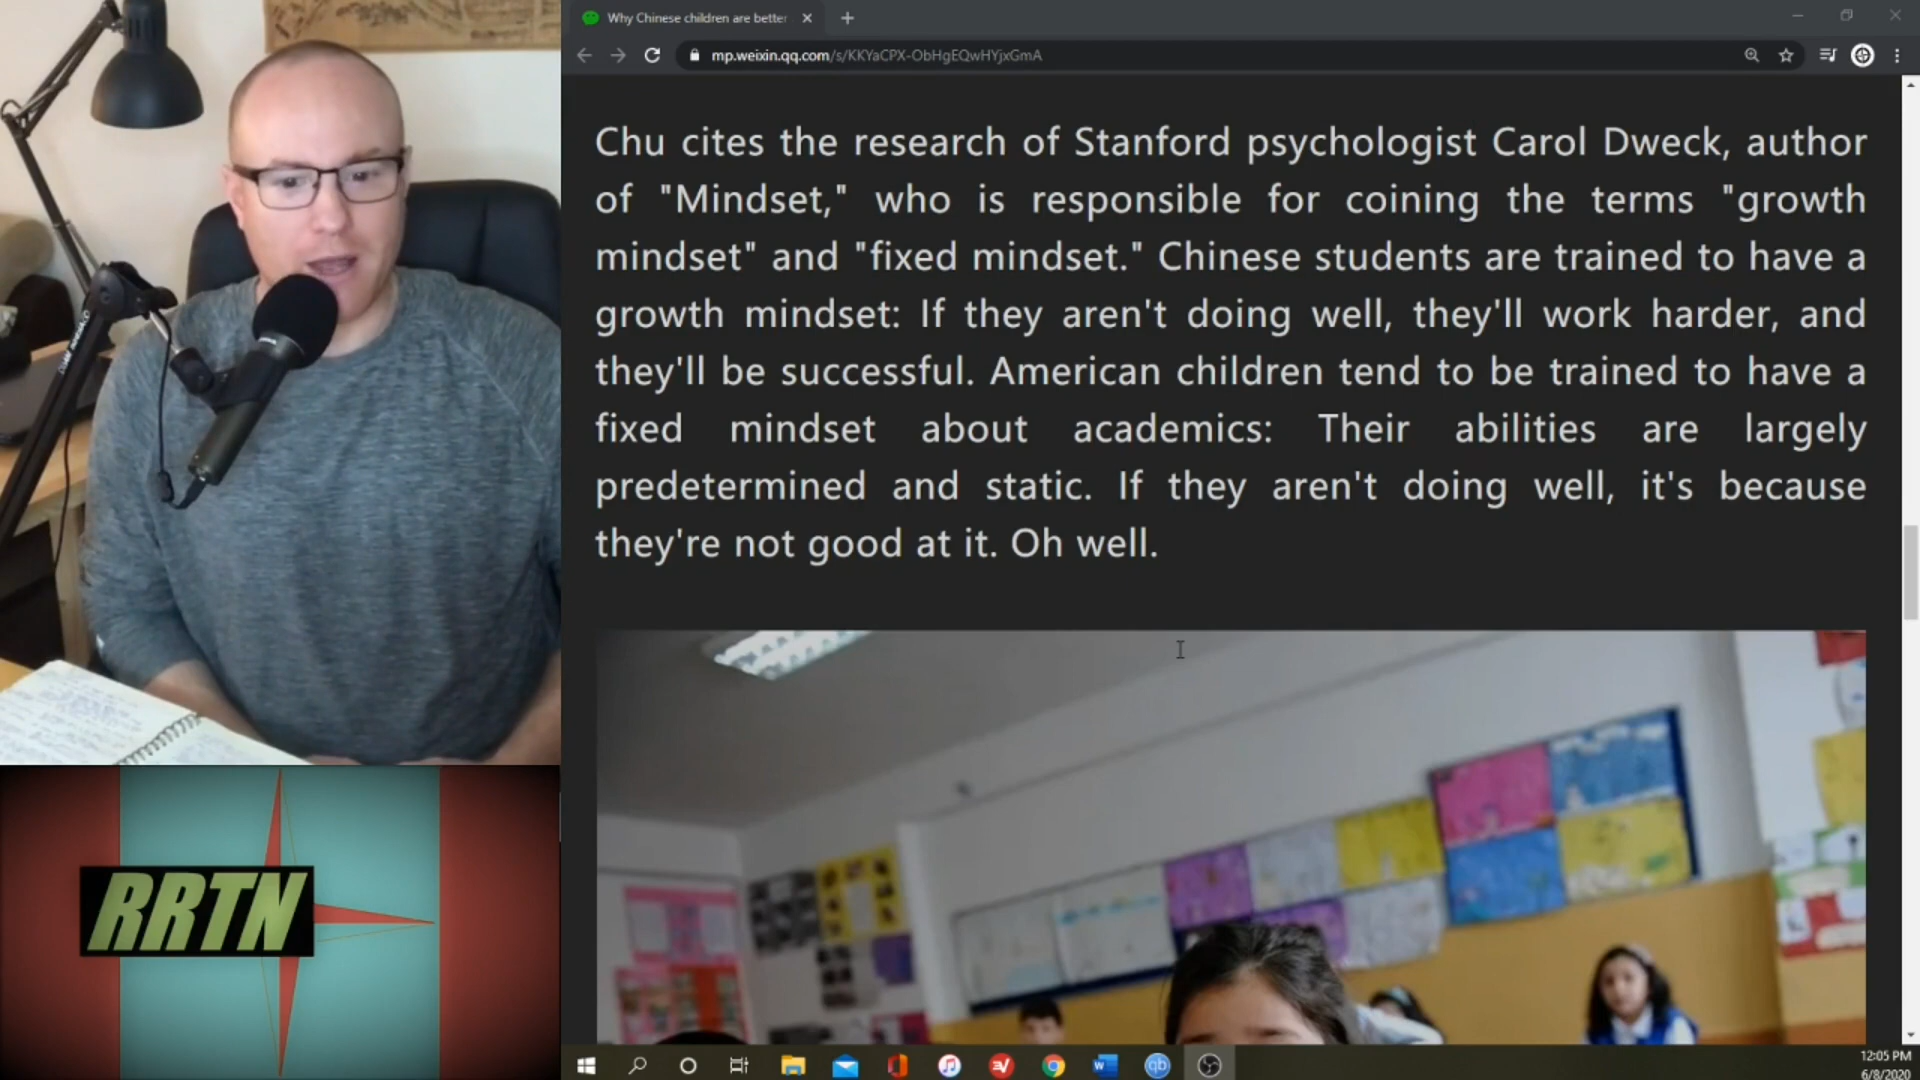 Why Chinese children are better
mp.weixin.qq.com/s/KKYaCPX-ObHgEQwHYjxGmA
Chu cites the research of Stanford psychologist Carol Dweck, author
of "Mindset," who is responsible for coining the terms "growth
mindset" and "fixed mindset." Chinese students are trained to have a
growth mindset: If they aren't doing well, they'll work harder, and
they'll be successful. American children tend to be trained to have a
fixed mindset about academics: Their abilities are largely
predetermined and static. If they aren't doing well, it's because
they're not good at it. Oh well.
RRTN
12:05 PM
6/8/2020